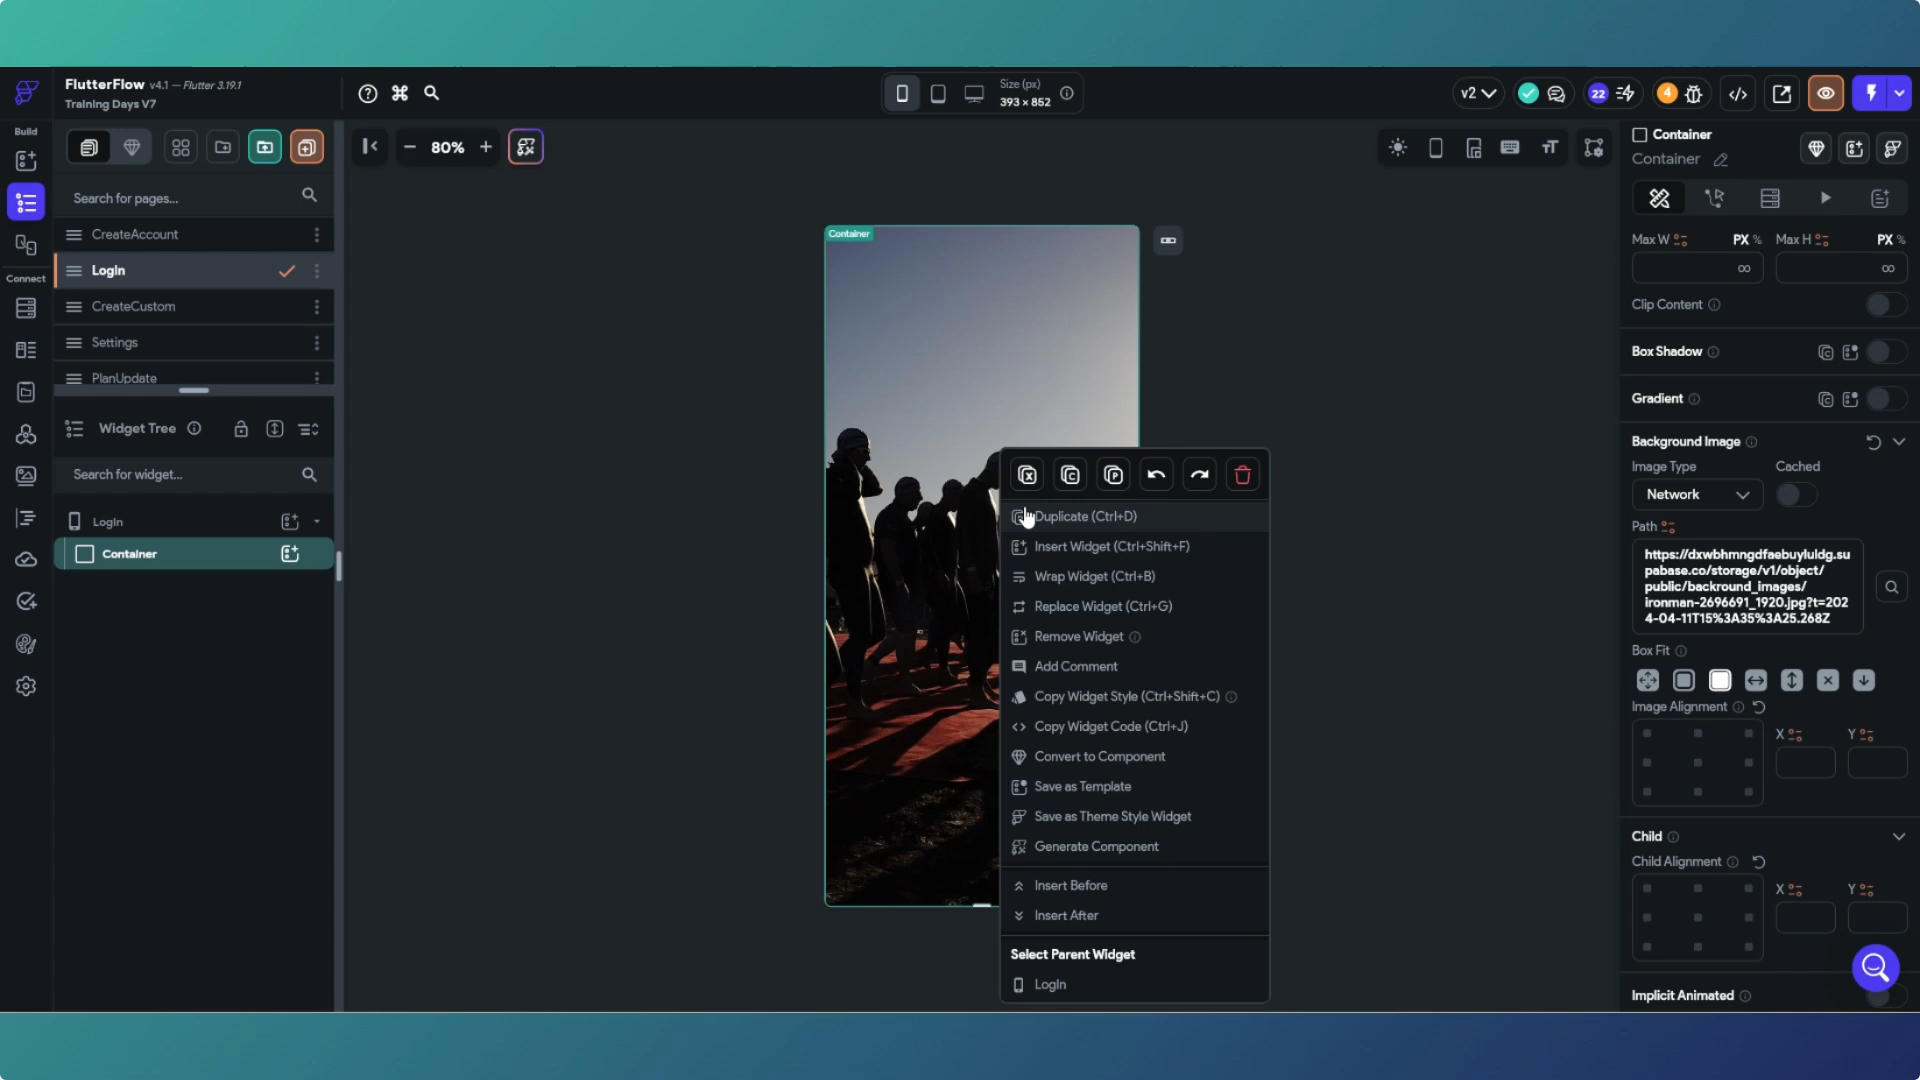 FlutterFlow v4.1 — Flutter 3.19.1
Training Days V7
Size (px)
393 × 852
v2
22
4
Build
Connect
Search for pages...
CreateAccount
LogIn
CreateCustom
Settings
PlanUpdate
Widget Tree
Search for widget...
LogIn
Container
80%
Container
Duplicate (Ctrl+D)
Insert Widget (Ctrl+Shift+F)
Wrap Widget (Ctrl+B)
Replace Widget (Ctrl+G)
Remove Widget
Add Comment
Copy Widget Style (Ctrl+Shift+C)
Copy Widget Code (Ctrl+J)
Convert to Component
Save as Template
Save as Theme Style Widget
Generate Component
Insert Before
Insert After
Select Parent Widget
LogIn
Container
Container
Max W PX % Max H PX %
∞ ∞
Clip Content
Box Shadow
Gradient
Background Image
Image Type Cached
Network
Path
https://dxwbhmngdfaebuyluldg.su
pabase.co/storage/v1/object/
public/backround_images/
ironman-2696691_1920.jpg?t=202
4-04-11T15%3A35%3A25.268Z
Box Fit
Image Alignment
X Y
Child
Child Alignment
X Y
Implicit Animated